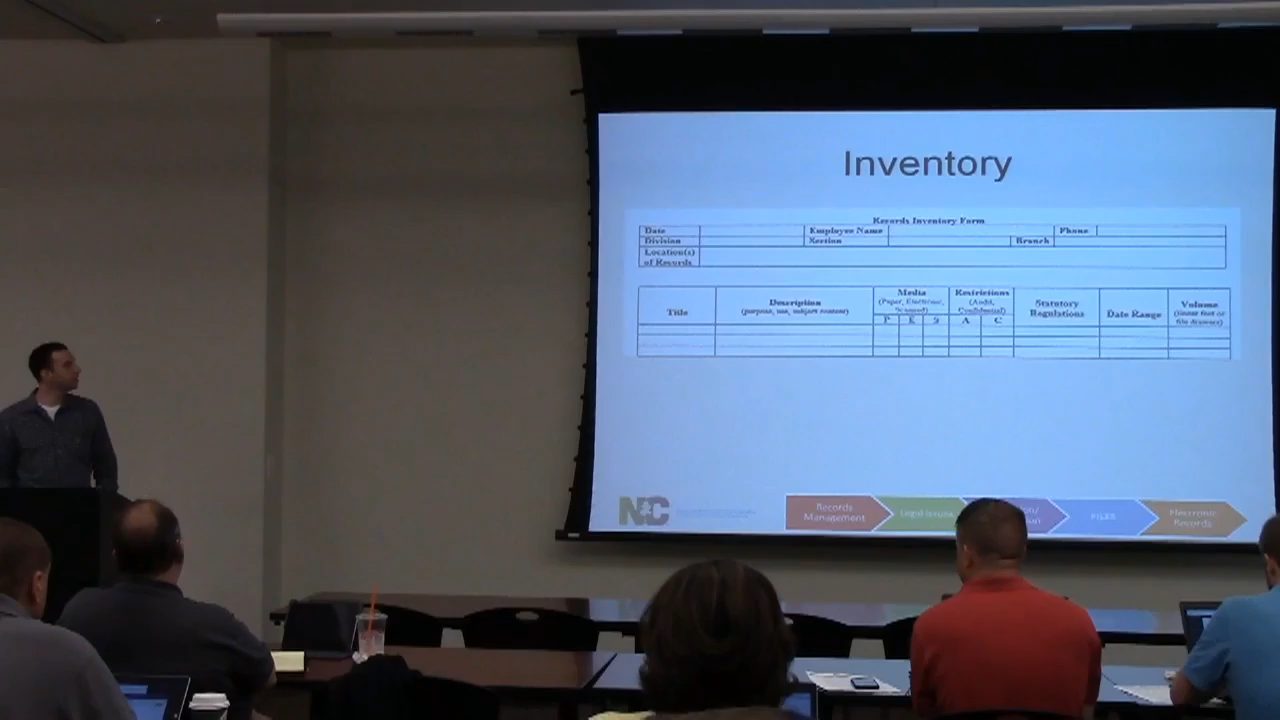 Inventory
Records Inventory Form
Date Employee Name Phone
Division Section Branch
Location(s)
of Records
Title Description (purpose, use, subject content) Media (Paper, Electronic, Scanned) Restrictions (Audit, Confidential) Statutory Regulations Date Range Volume (linear feet or file drawers)
P E S A C
NC
Records Management Legal Issues FILES Electronic Records